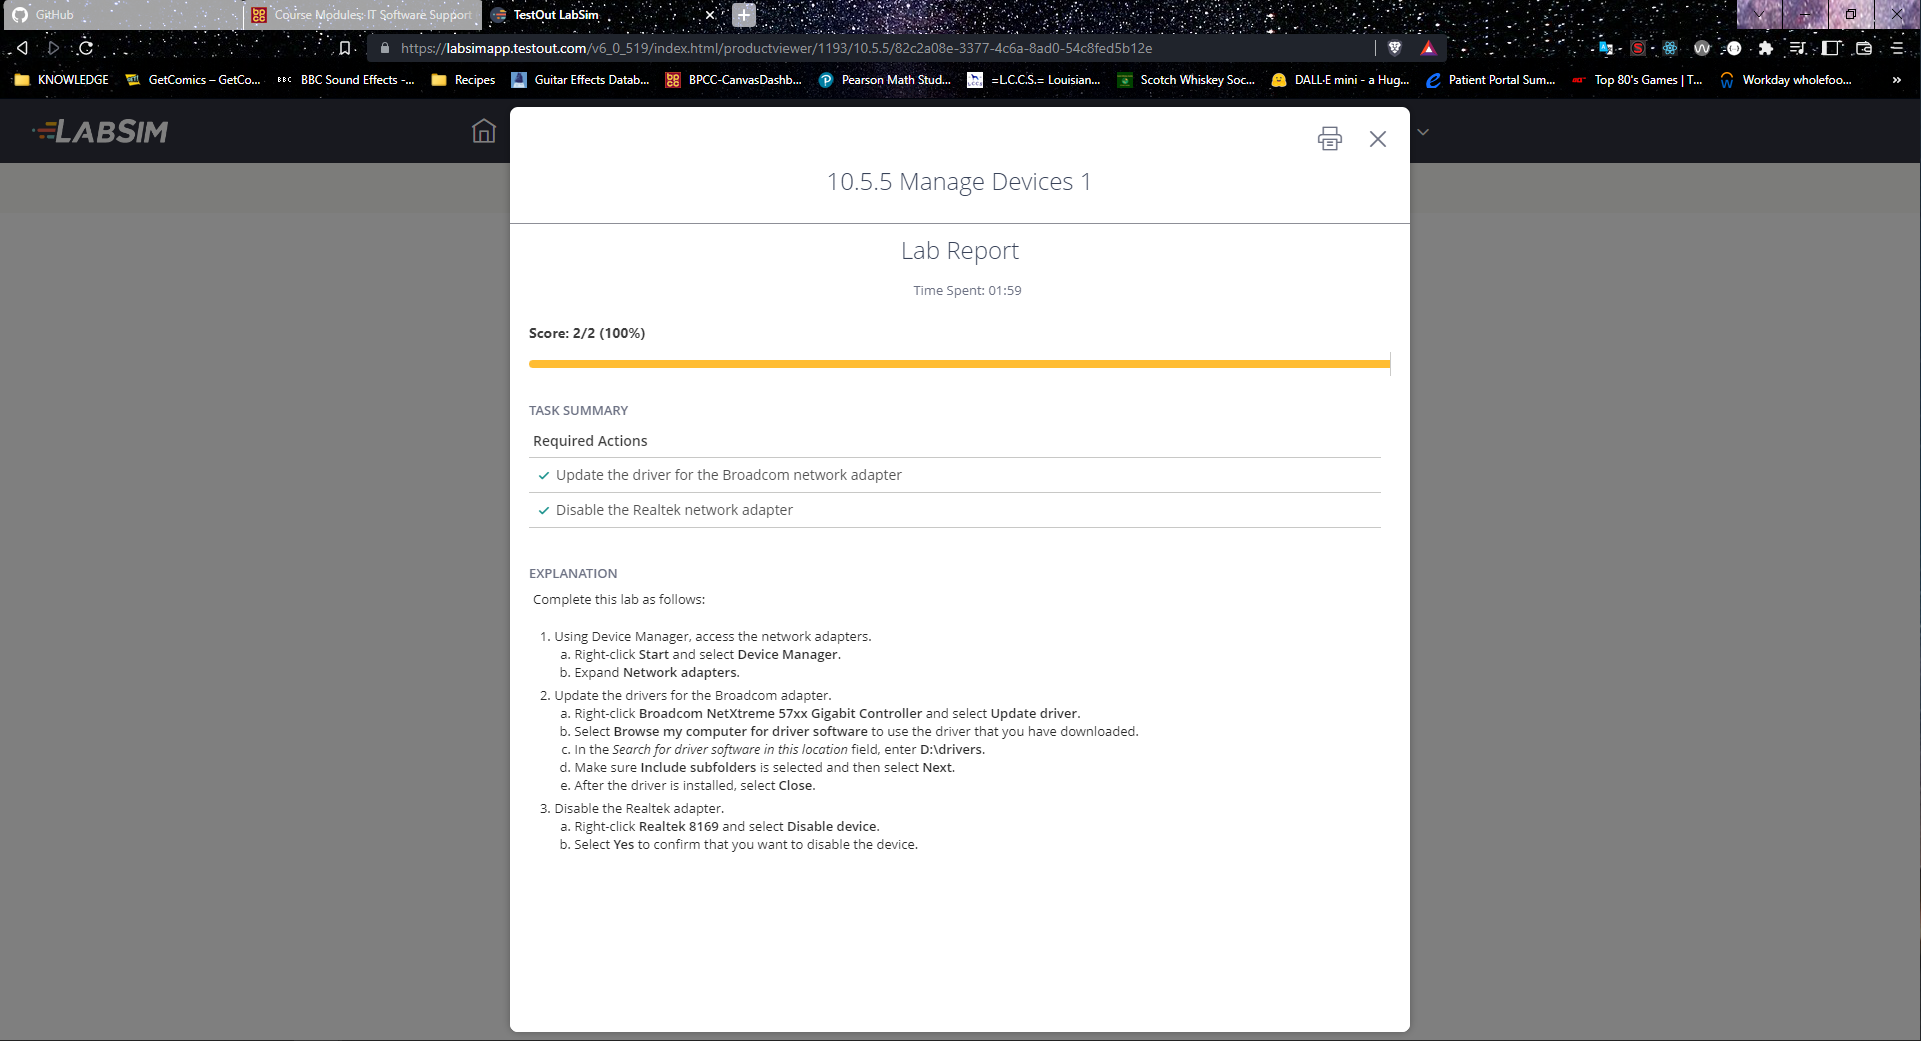 GitHub
Course Modules: IT Software Support
TestOut LabSim
https://labsimapp.testout.com/v6_0_519/index.html/productviewer/1193/10.5.5/82c2a08e-3377-4c6a-8ad0-54c8fed5b12e
KNOWLEDGE
GetComics – GetCo...
BBC
BBC Sound Effects -...
Recipes
Guitar Effects Datab...
BPCC-CanvasDashb...
Pearson Math Stud...
=L.C.C.S.= Louisian...
Scotch Whiskey Soc...
DALL·E mini - a Hug...
Patient Portal Sum...
Top 80's Games | T...
Workday wholefoo...
»
LABSIM
10.5.5 Manage Devices 1
Lab Report
Time Spent: 01:59
Score: 2/2 (100%)
TASK SUMMARY
Required Actions
Update the driver for the Broadcom network adapter
Disable the Realtek network adapter
EXPLANATION
Complete this lab as follows:
1. Using Device Manager, access the network adapters.
a. Right-click Start and select Device Manager.
b. Expand Network adapters.
2. Update the drivers for the Broadcom adapter.
a. Right-click Broadcom NetXtreme 57xx Gigabit Controller and select Update driver.
b. Select Browse my computer for driver software to use the driver that you have downloaded.
c. In the Search for driver software in this location field, enter D:\drivers.
d. Make sure Include subfolders is selected and then select Next.
e. After the driver is installed, select Close.
3. Disable the Realtek adapter.
a. Right-click Realtek 8169 and select Disable device.
b. Select Yes to confirm that you want to disable the device.